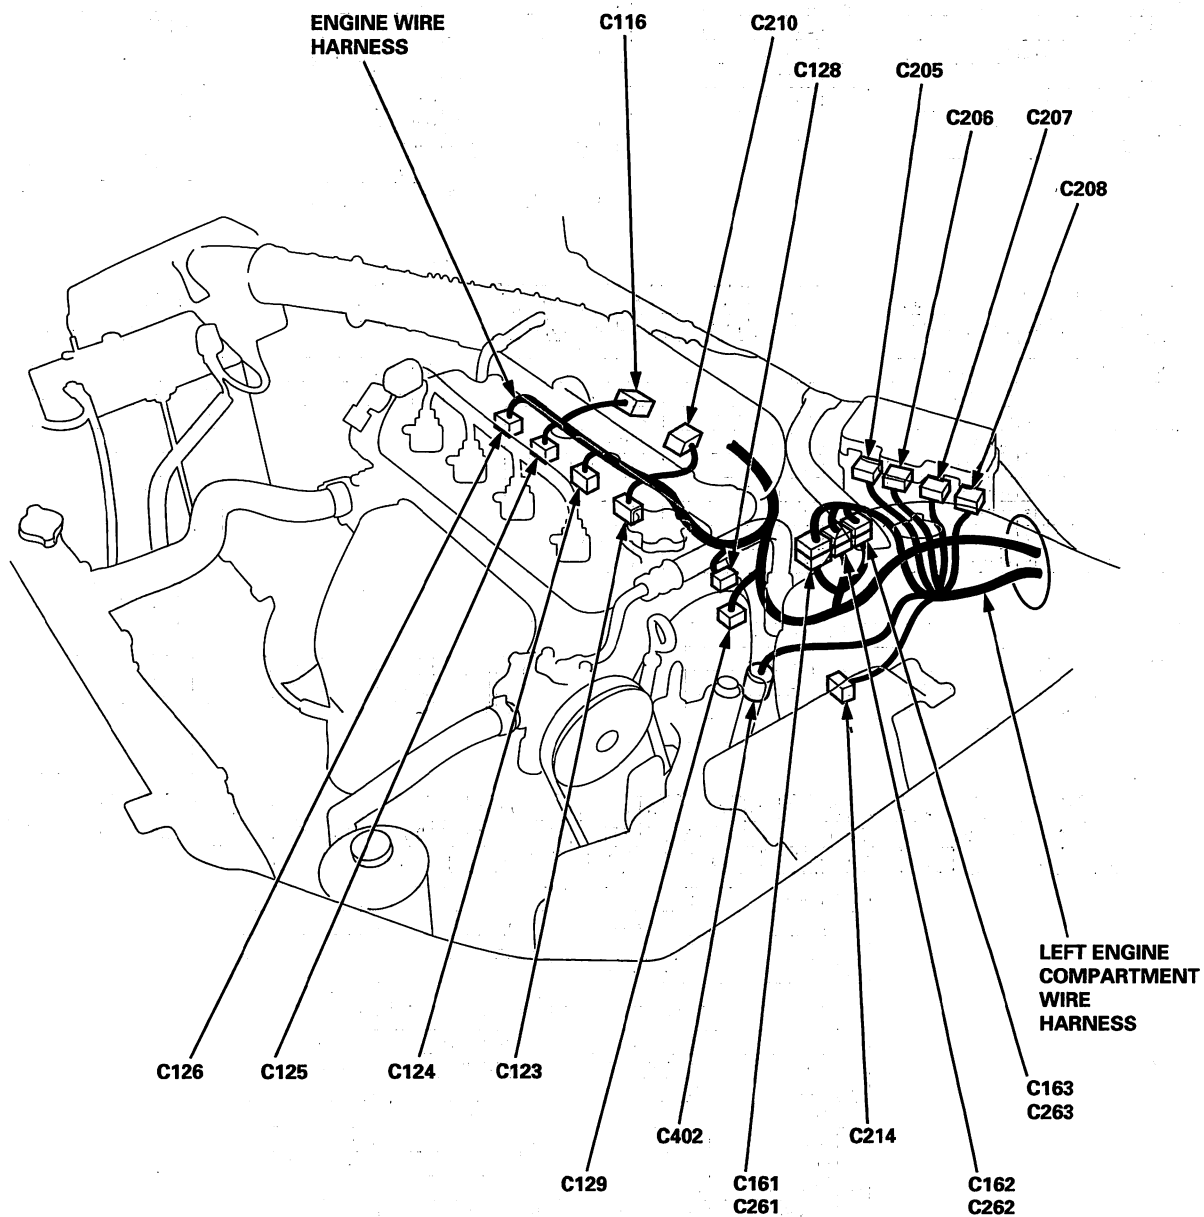 ENGINE WIRE
HARNESS
C116
C210
C128
C205
C206
C207
C208
LEFT ENGINE
COMPARTMENT
WIRE
HARNESS
C126
C125
C124
C123
C163
C263
C402
C214
C129
C161
C261
C162
C262